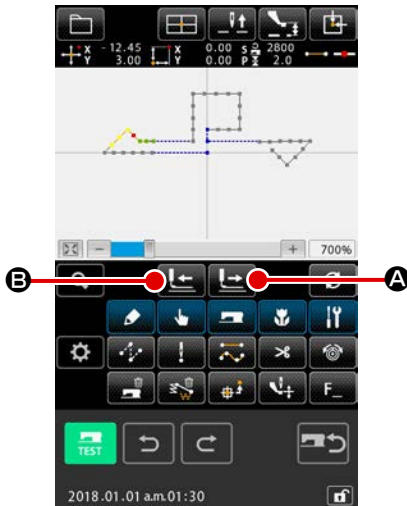 X - 12.45 X 0.00 S 2800
Y 3.00 Y 0.00 P 2.0
700%
B A
W
F_
TEST
2018.01.01 a.m.01:30